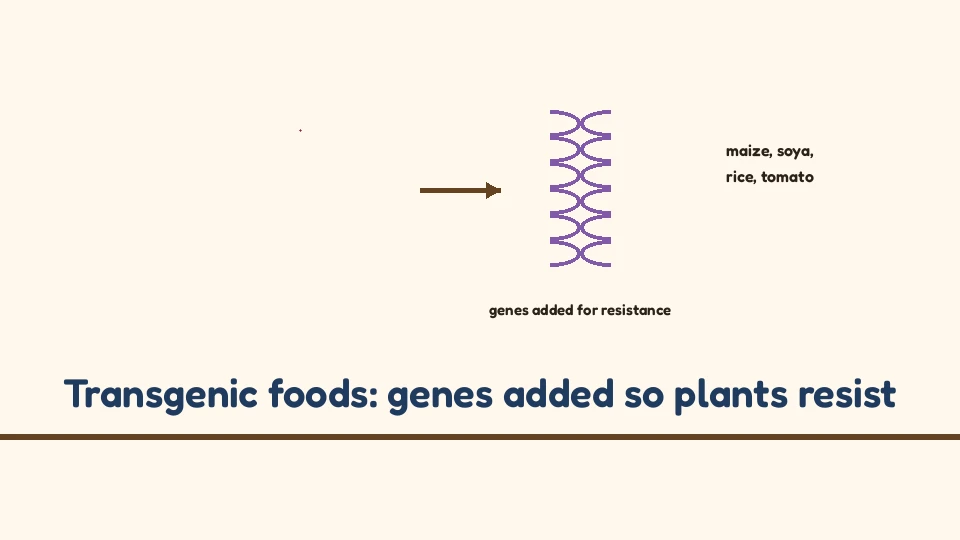 maize, soya,
rice, tomato
genes added for resistance
Transgenic foods: genes added so plants resist